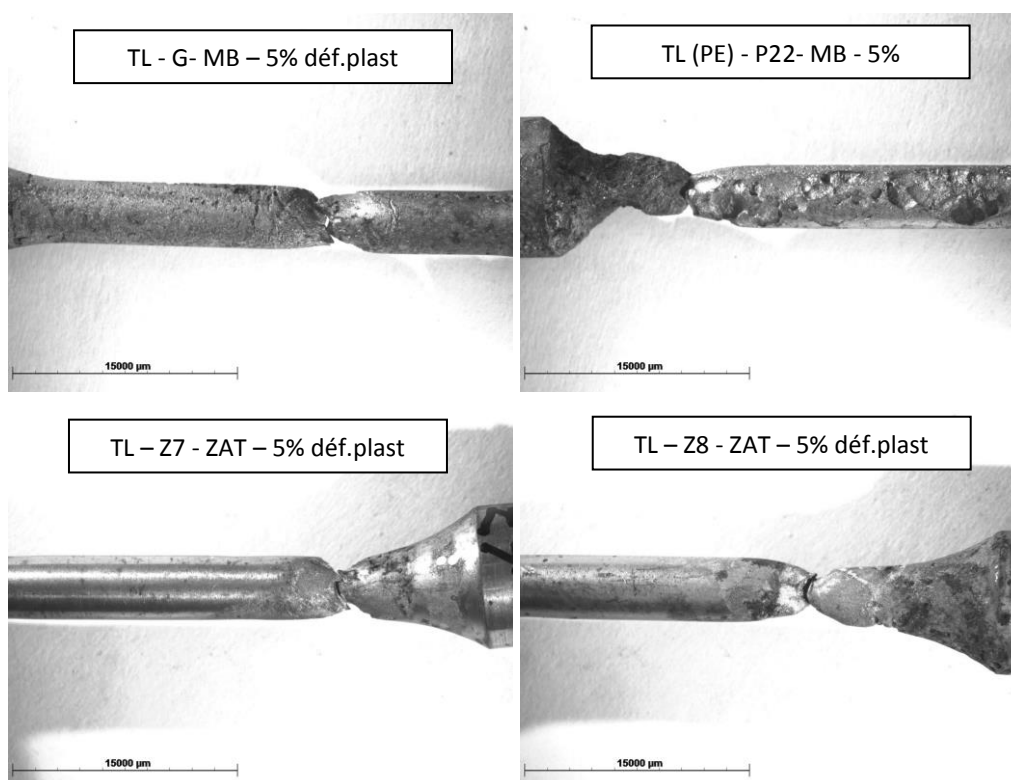 TL - G- MB – 5% déf.plast
TL (PE) - P22- MB - 5%
15000 µm
15000 µm
TL – Z7 - ZAT – 5% déf.plast
TL – Z8 - ZAT – 5% déf.plast
15000 µm
15000 µm